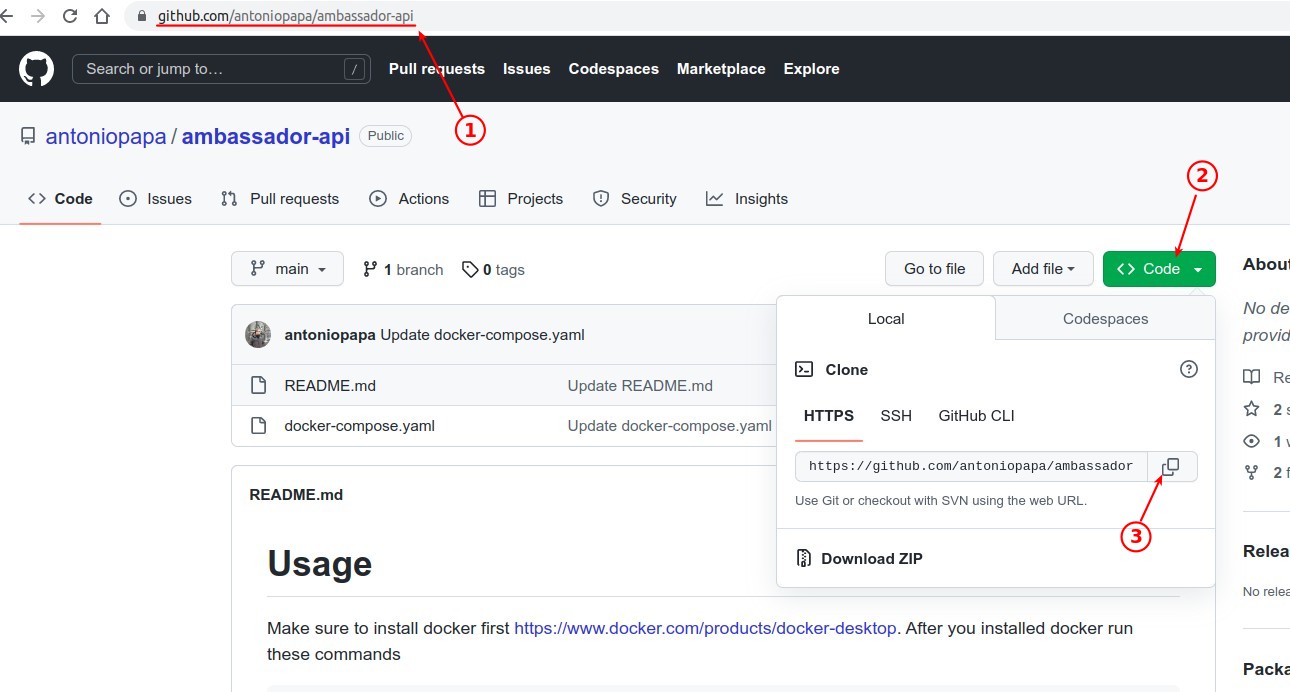 github.com/antoniopapa/ambassador-api
Search or jump to… / Pull requests Issues Codespaces Marketplace Explore
1
antoniopapa / ambassador-api Public
2
Code Issues Pull requests Actions Projects Security Insights
main 1 branch 0 tags Go to file Add file Code
antoniopapa Update docker-compose.yaml
README.md Update README.md
docker-compose.yaml Update docker-compose.yaml
README.md
Usage
Make sure to install docker first https://www.docker.com/products/docker-desktop. After you installed docker run
these commands
Local Codespaces
Clone
HTTPS SSH GitHub CLI
https://github.com/antoniopapa/ambassador
Use Git or checkout with SVN using the web URL.
3
Download ZIP
About
No de
provid
Re
2 s
1 w
2 f
Relea
No relea
Packa